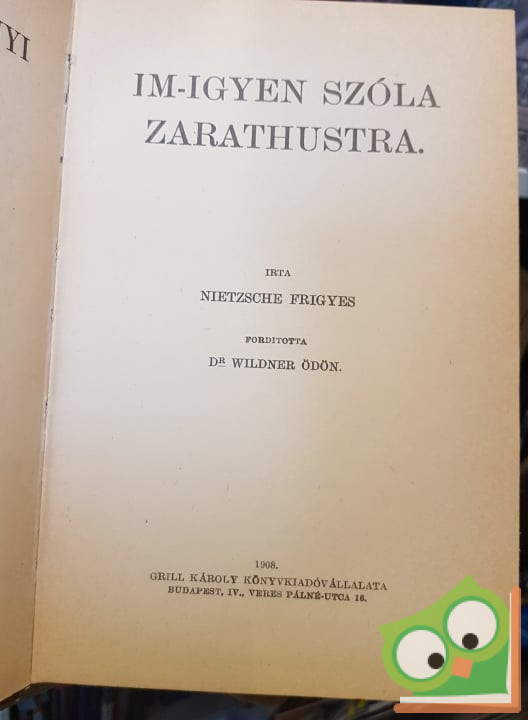 IM-IGYEN SZÓLA
ZARATHUSTRA.
IRTA
NIETZSCHE FRIGYES
FORDITOTTA
DR WILDNER ÖDÖN.
1908.
GRILL KÁROLY KÖNYVKIADÓVÁLLALATA
BUDAPEST, IV., VERES PÁLNÉ-UTCA 16.